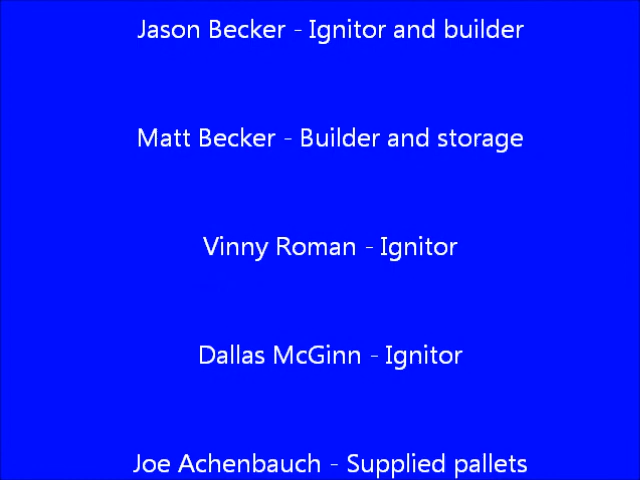 Jason Becker - Ignitor and builder
Matt Becker - Builder and storage
Vinny Roman - Ignitor
Dallas McGinn - Ignitor
Joe Achenbauch - Supplied pallets